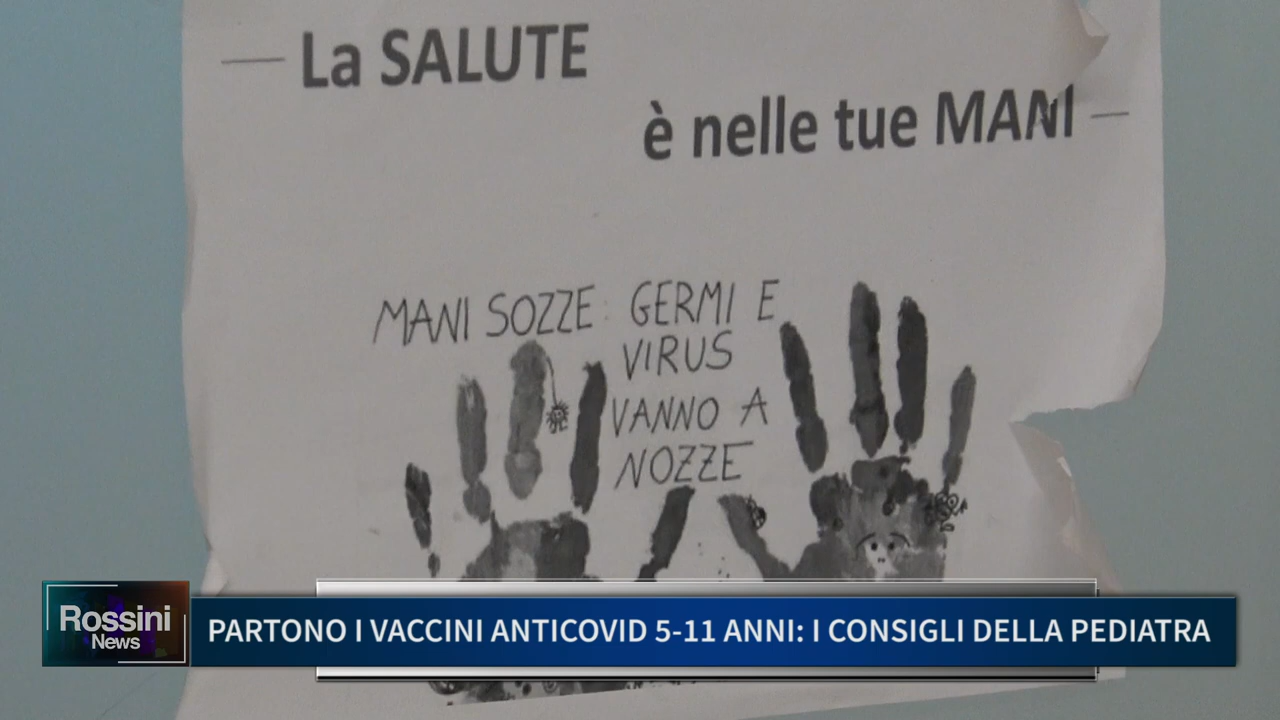 La SALUTE
è nelle tue MANI
MANI SOZZE: GERMI E
VIRUS
VANNO A
NOZZE
Rossini
News
PARTONO I VACCINI ANTICOVID 5-11 ANNI: I CONSIGLI DELLA PEDIATRA